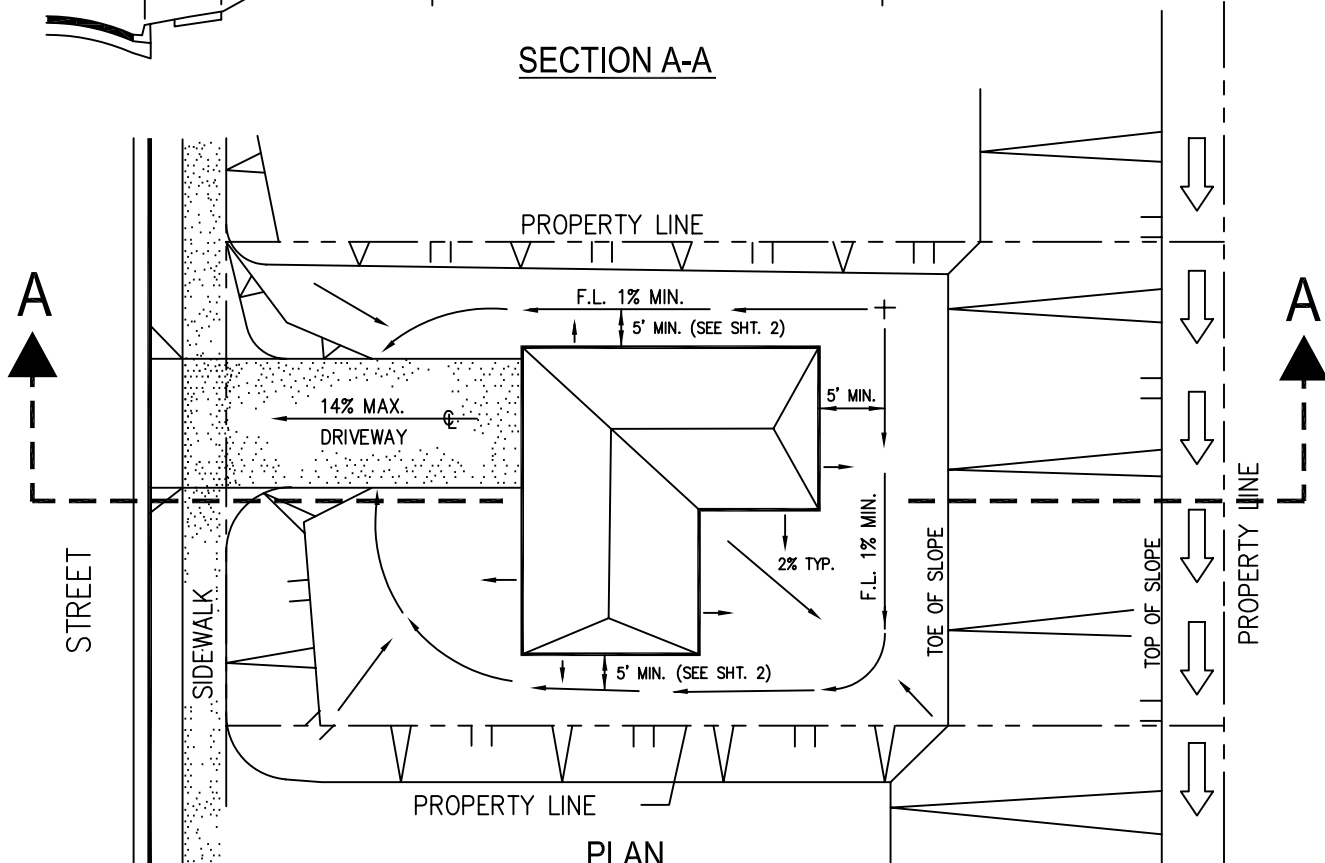 SECTION A-A
PROPERTY LINE
A
A
F.L. 1% MIN.
5' MIN. (SEE SHT. 2)
5' MIN.
14% MAX.
℄
DRIVEWAY
PROPERTY LINE
F.L. 1% MIN.
2% TYP.
TOE OF SLOPE
TOP OF SLOPE
STREET
SIDEWALK
5' MIN. (SEE SHT. 2)
PROPERTY LINE
PLAN